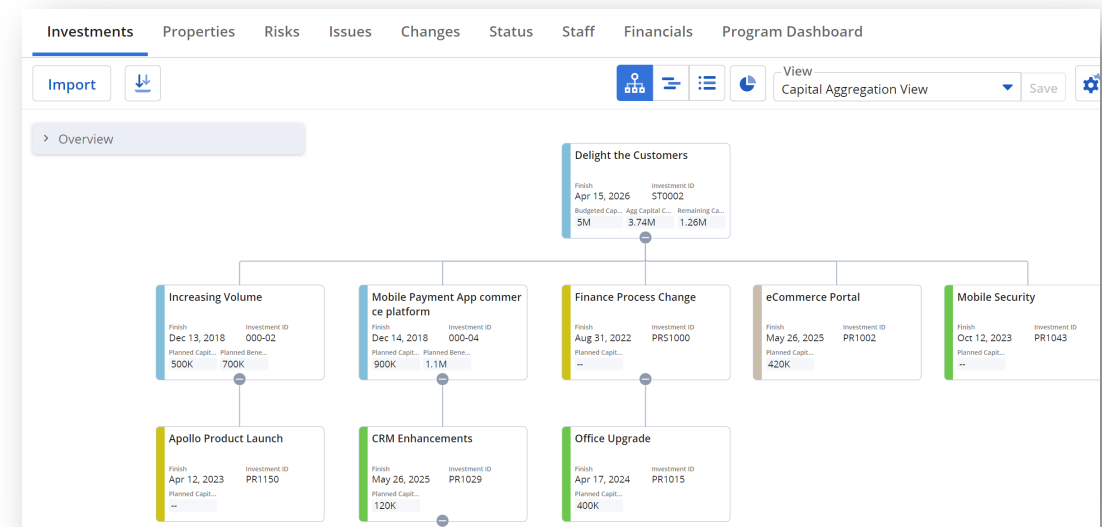 Investments Properties Risks Issues Changes Status Staff Financials Program Dashboard
Import
View
Capital Aggregation View
Save
Overview
Delight the Customers
Finish Investment ID
Apr 15, 2026 ST0002
Budgeted Cap... Agg Capital C... Remaining Ca...
5M 3.74M 1.26M
Increasing Volume
Finish Investment ID
Dec 13, 2018 000-02
Planned Capit... Planned Bene...
500K 700K
Mobile Payment App commer
ce platform
Finish Investment ID
Dec 14, 2018 000-04
Planned Capit... Planned Bene...
900K 1.1M
Finance Process Change
Finish Investment ID
Aug 31, 2022 PRS1000
Planned Capit...
--
eCommerce Portal
Finish Investment ID
May 26, 2025 PR1002
Planned Capit...
420K
Mobile Security
Finish Investment ID
Oct 12, 2023 PR1043
Planned Capit...
--
Apollo Product Launch
Finish Investment ID
Apr 12, 2023 PR1150
Planned Capit...
--
CRM Enhancements
Finish Investment ID
May 26, 2025 PR1029
Planned Capit...
120K
Office Upgrade
Finish Investment ID
Apr 17, 2024 PR1015
Planned Capit...
400K